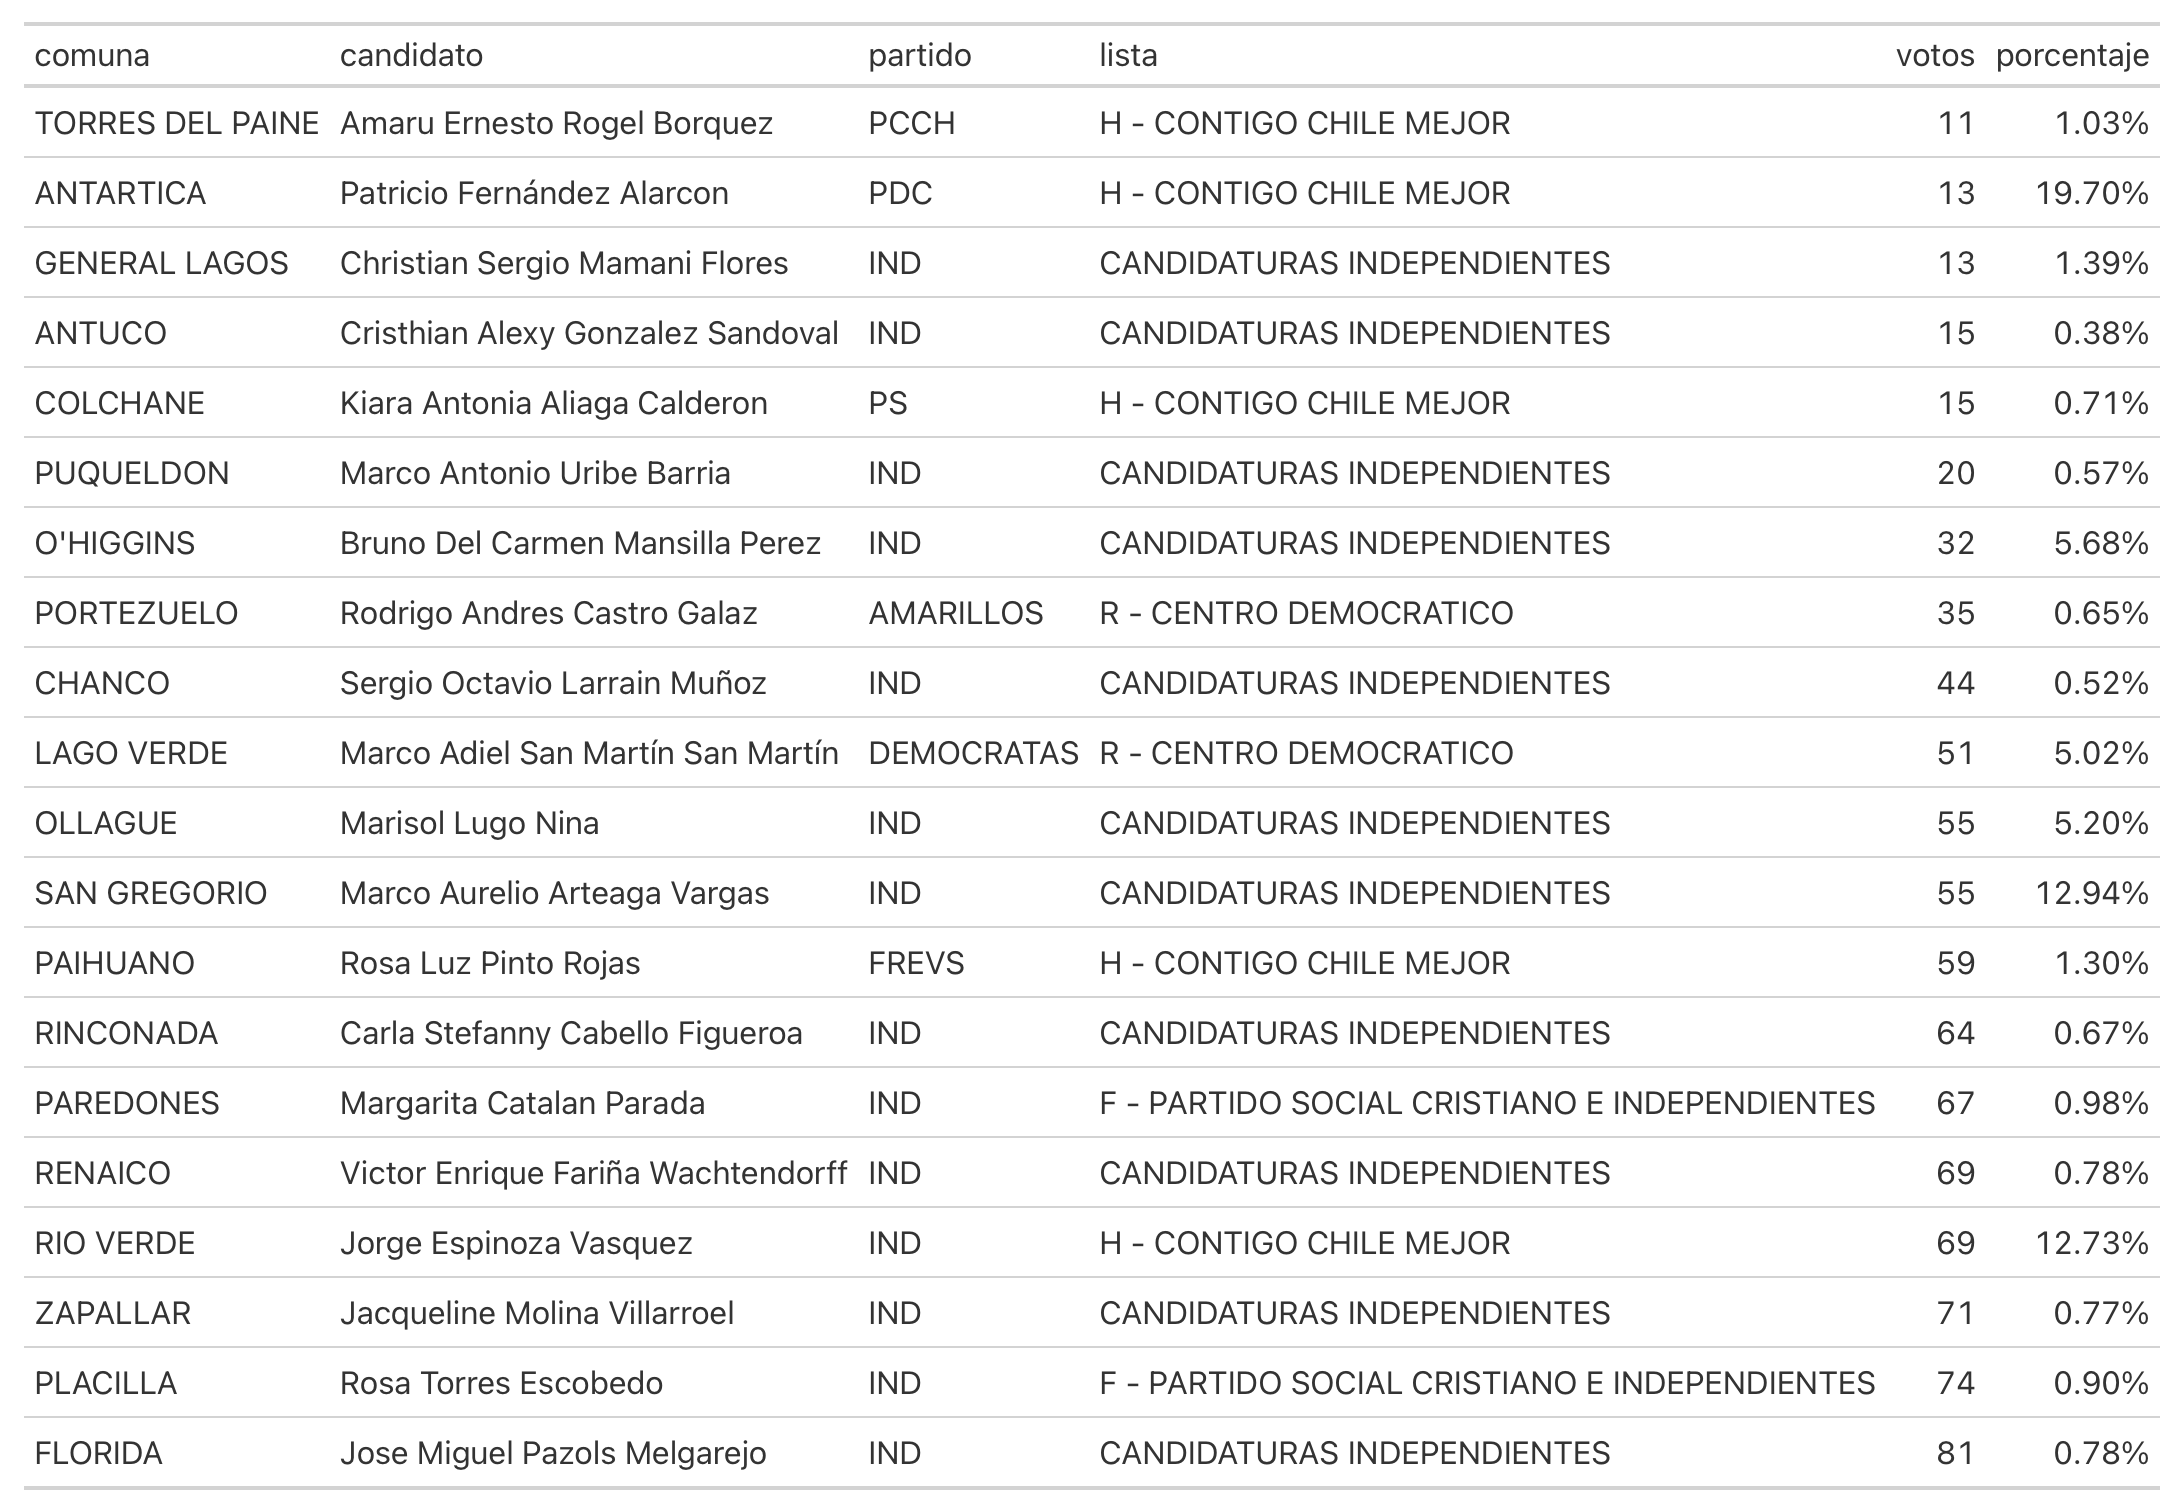 comuna candidato partido lista votos porcentaje
TORRES DEL PAINE Amaru Ernesto Rogel Borquez PCCH H - CONTIGO CHILE MEJOR 11 1.03%
ANTARTICA Patricio Fernández Alarcon PDC H - CONTIGO CHILE MEJOR 13 19.70%
GENERAL LAGOS Christian Sergio Mamani Flores IND CANDIDATURAS INDEPENDIENTES 13 1.39%
ANTUCO Cristhian Alexy Gonzalez Sandoval IND CANDIDATURAS INDEPENDIENTES 15 0.38%
COLCHANE Kiara Antonia Aliaga Calderon PS H - CONTIGO CHILE MEJOR 15 0.71%
PUQUELDON Marco Antonio Uribe Barria IND CANDIDATURAS INDEPENDIENTES 20 0.57%
O'HIGGINS Bruno Del Carmen Mansilla Perez IND CANDIDATURAS INDEPENDIENTES 32 5.68%
PORTEZUELO Rodrigo Andres Castro Galaz AMARILLOS R - CENTRO DEMOCRATICO 35 0.65%
CHANCO Sergio Octavio Larrain Muñoz IND CANDIDATURAS INDEPENDIENTES 44 0.52%
LAGO VERDE Marco Adiel San Martín San Martín DEMOCRATAS R - CENTRO DEMOCRATICO 51 5.02%
OLLAGUE Marisol Lugo Nina IND CANDIDATURAS INDEPENDIENTES 55 5.20%
SAN GREGORIO Marco Aurelio Arteaga Vargas IND CANDIDATURAS INDEPENDIENTES 55 12.94%
PAIHUANO Rosa Luz Pinto Rojas FREVS H - CONTIGO CHILE MEJOR 59 1.30%
RINCONADA Carla Stefanny Cabello Figueroa IND CANDIDATURAS INDEPENDIENTES 64 0.67%
PAREDONES Margarita Catalan Parada IND F - PARTIDO SOCIAL CRISTIANO E INDEPENDIENTES 67 0.98%
RENAICO Victor Enrique Fariña Wachtendorff IND CANDIDATURAS INDEPENDIENTES 69 0.78%
RIO VERDE Jorge Espinoza Vasquez IND H - CONTIGO CHILE MEJOR 69 12.73%
ZAPALLAR Jacqueline Molina Villarroel IND CANDIDATURAS INDEPENDIENTES 71 0.77%
PLACILLA Rosa Torres Escobedo IND F - PARTIDO SOCIAL CRISTIANO E INDEPENDIENTES 74 0.90%
FLORIDA Jose Miguel Pazols Melgarejo IND CANDIDATURAS INDEPENDIENTES 81 0.78%